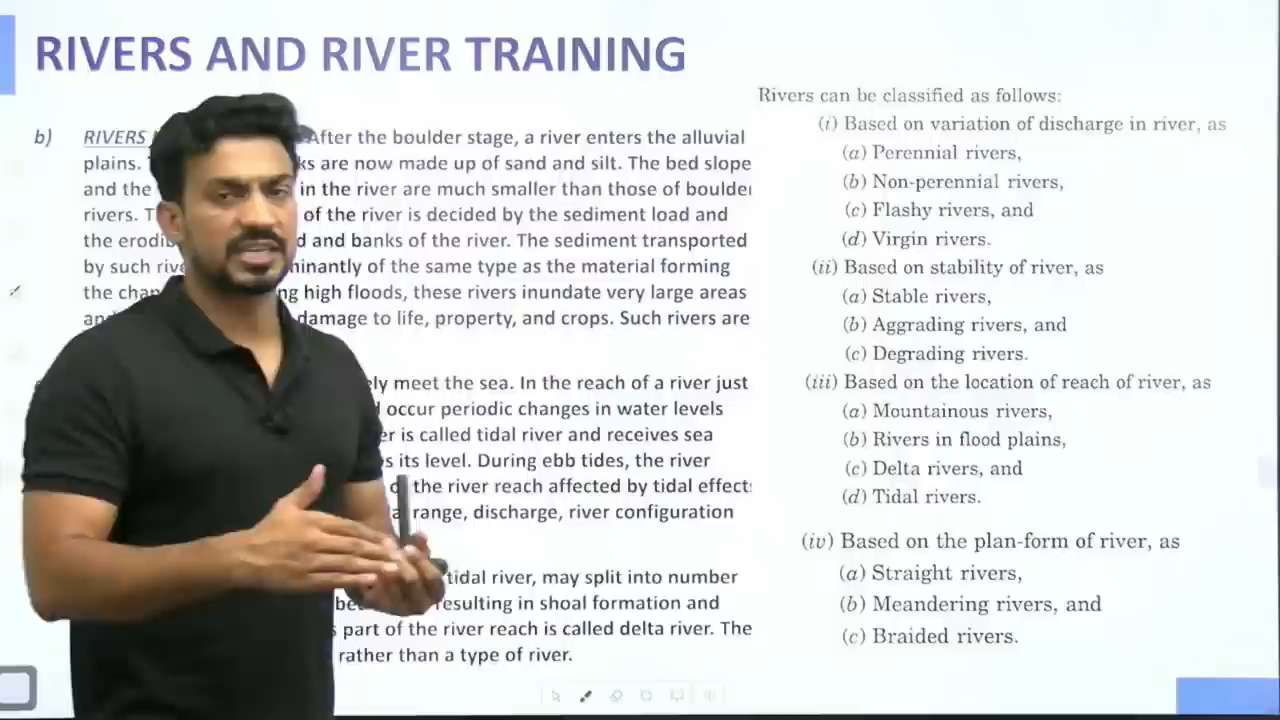 RIVERS AND RIVER TRAINING
b) RIVERS After the boulder stage, a river enters the alluvial
plains. are now made up of sand and silt. The bed slope
and the in the river are much smaller than those of boulder
rivers. of the river is decided by the sediment load and
the and banks of the river. The sediment transported
by such of the same type as the material forming
the high floods, these rivers inundate very large areas
damage to life, property, and crops. Such rivers are
meet the sea. In the reach of a river just
occur periodic changes in water levels
is called tidal river and receives sea
its level. During ebb tides, the river
the river reach affected by tidal effect
range, discharge, river configuration
tidal river, may split into number
resulting in shoal formation and
part of the river reach is called delta river. The
rather than a type of river.
Rivers can be classified as follows:
(i) Based on variation of discharge in river, as
(a) Perennial rivers,
(b) Non-perennial rivers,
(c) Flashy rivers, and
(d) Virgin rivers.
(ii) Based on stability of river, as
(a) Stable rivers,
(b) Aggrading rivers, and
(c) Degrading rivers.
(iii) Based on the location of reach of river, as
(a) Mountainous rivers,
(b) Rivers in flood plains,
(c) Delta rivers, and
(d) Tidal rivers.
(iv) Based on the plan-form of river, as
(a) Straight rivers,
(b) Meandering rivers, and
(c) Braided rivers.